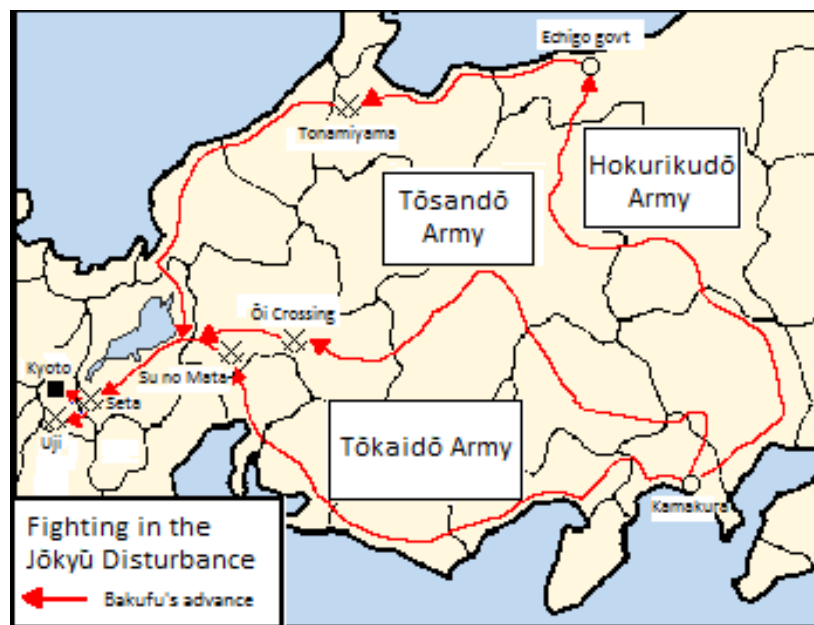 Echigo govt
Tonamiyama
Hokurikudō
Army
Tōsandō
Army
Ōi Crossing
Kyoto
Su no Mata
Seta
Uji
Tōkaidō Army
Kamakura
Fighting in the
Jōkyū Disturbance
Bakufu's advance